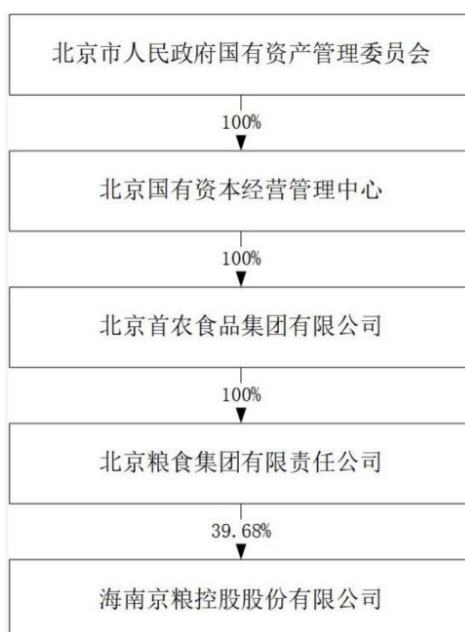 北京市人民政府国有资产管理委员会
100%
北京国有资本经营管理中心
100%
北京首农食品集团有限公司
100%
北京粮食集团有限责任公司
39.68%
海南京粮控股股份有限公司